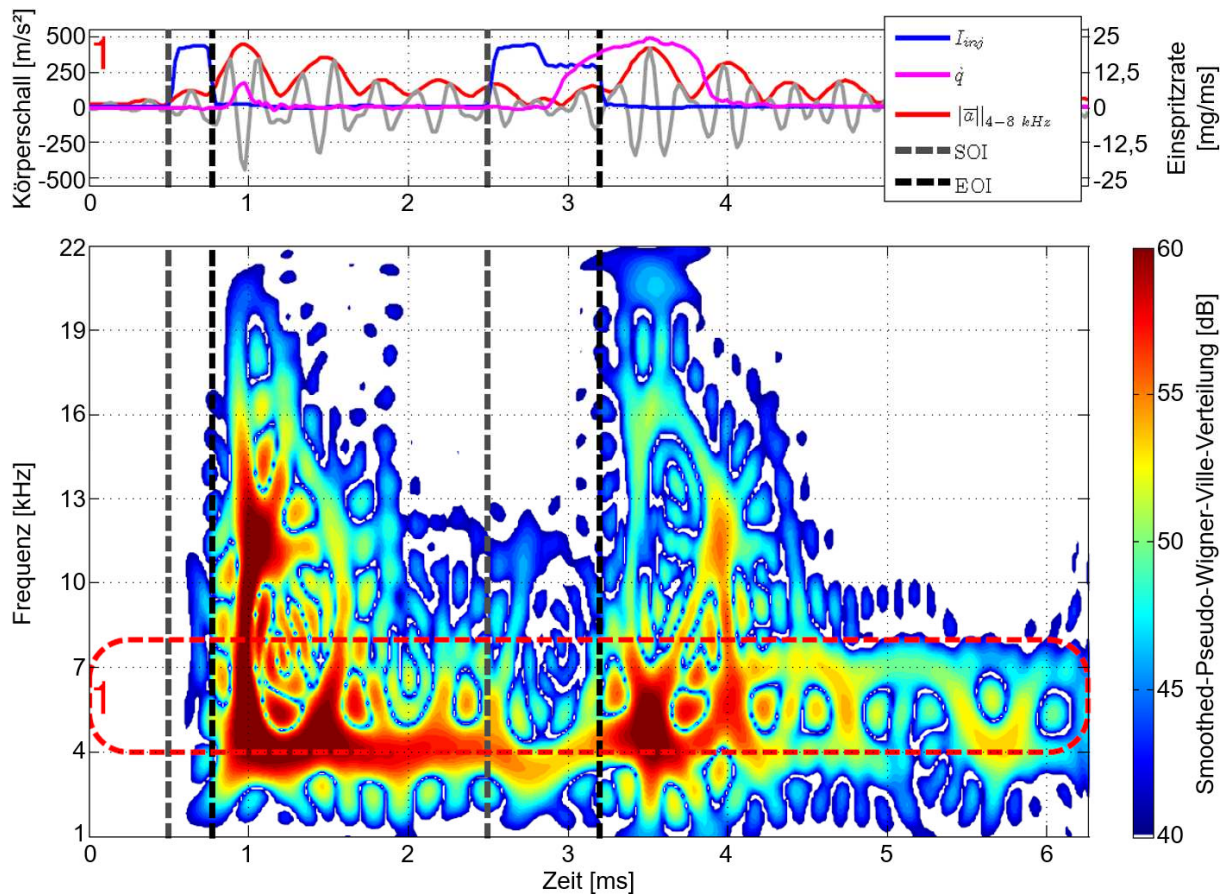 Körperschall [m/s²]
500
250
0
-250
-500
1
I_inj
q̇
|a̅||4−8 kHz
SOI
EOI
25
12,5
0
-12,5
-25
Einspritzrate
[mg/ms]
0 1 2 3 4
Frequenz [kHz]
22
19
16
13
10
7
4
1
1
0 1 2 3 4 5 6
Zeit [ms]
60
55
50
45
40
Smoothed-Pseudo-Wigner-Ville-Verteilung [dB]